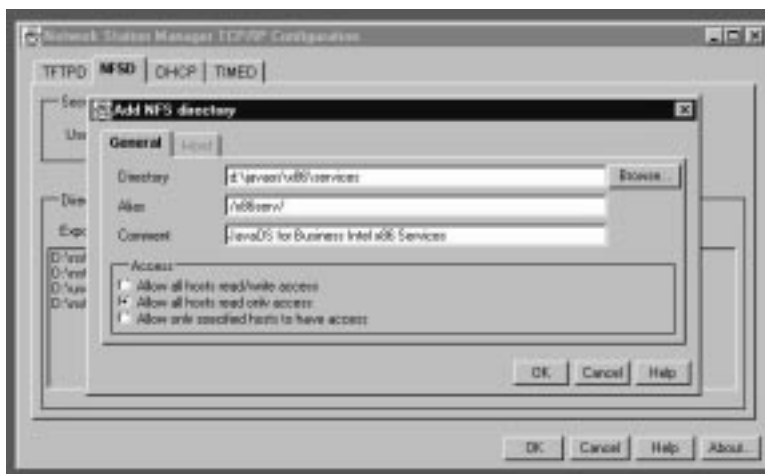 Network Station Manager TCP/IP Configuration
TFTPD NFSD DHCP TIMED
Add NFS directory
General Host
Directory d:\javaos\x86\services Browse...
Alias /x86serv/
Comment JavaOS for Business Intel x86 Services
Access
Allow all hosts read/write access
Allow all hosts read only access
Allow only specified hosts to have access
OK Cancel Help
OK Cancel Help About...